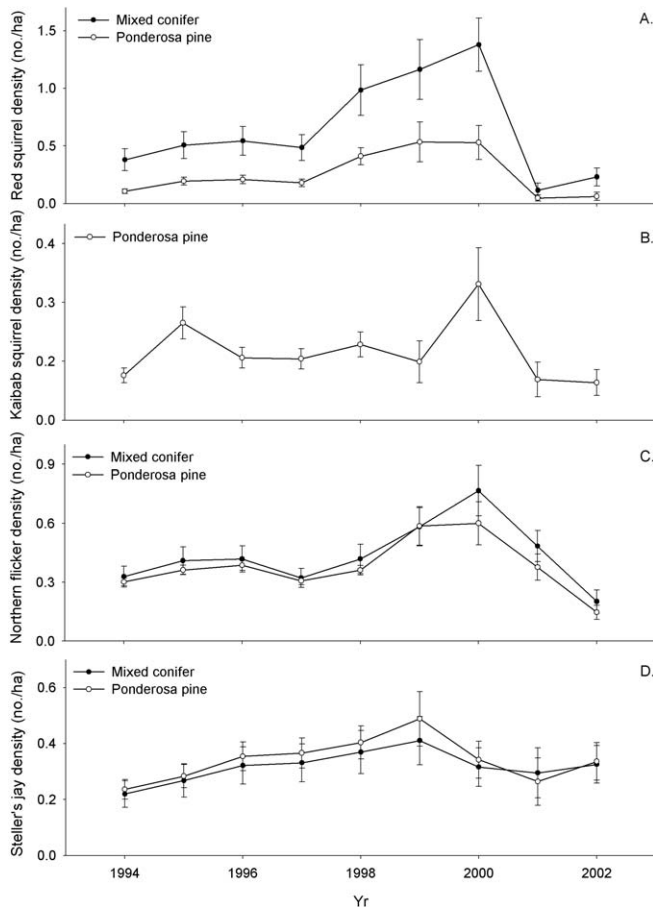 Red squirrel density (no./ha)
Mixed conifer
Ponderosa pine
A.
1.5
1.0
0.5
0.0
Kaibab squirrel density (no./ha)
Ponderosa pine
B.
0.4
0.3
0.2
0.0
Northern flicker density (no./ha)
Mixed conifer
Ponderosa pine
C.
0.9
0.6
0.3
0.0
Steller's jay density (no./ha)
Mixed conifer
Ponderosa pine
D.
0.6
0.4
0.2
0.0
1994 1996 1998 2000 2002
Yr